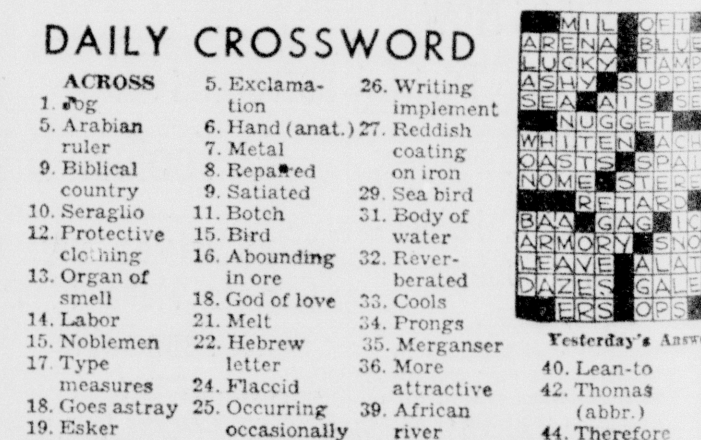 DAILY CROSSWORD
ACROSS
1. Jog
5. Arabian
ruler
9. Biblical
country
10. Seraglio
12. Protective
clothing
13. Organ of
smell
14. Labor
15. Noblemen
17. Type
measures
18. Goes astray
19. Esker
5. Exclama-
tion
6. Hand (anat.)
7. Metal
8. Repaired
9. Satiated
11. Botch
15. Bird
16. Abounding
in ore
18. God of love
21. Melt
22. Hebrew
letter
24. Flaccid
25. Occurring
occasionally
26. Writing
implement
27. Reddish
coating
on iron
29. Sea bird
31. Body of
water
32. Rever-
berated
33. Cools
34. Prongs
35. Merganser
36. More
attractive
39. African
river
MIL OFT
ARENA BLUE
LUCKY TAMP
ASHY SUPPE
SEA AIS SE
NUGGET
WHITEN ACH
OASTS SPAI
NOME STERE
RETARD
BAA GAG IC
ARMORY SNO
LEAVE ALAT
DAZES GALE
ERS OPS
Yesterday's Answ
40. Lean-to
42. Thomas
(abbr.)
44. Therefore